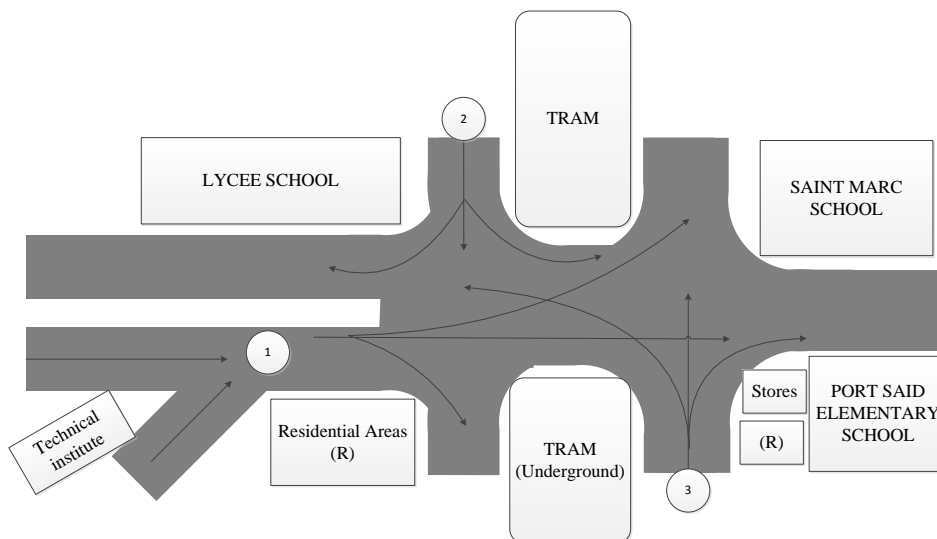 2
TRAM
LYCEE SCHOOL
SAINT MARC
SCHOOL
1
Technical
institute
Residential Areas
(R)
TRAM
(Underground)
Stores
(R)
PORT SAID
ELEMENTARY
SCHOOL
3